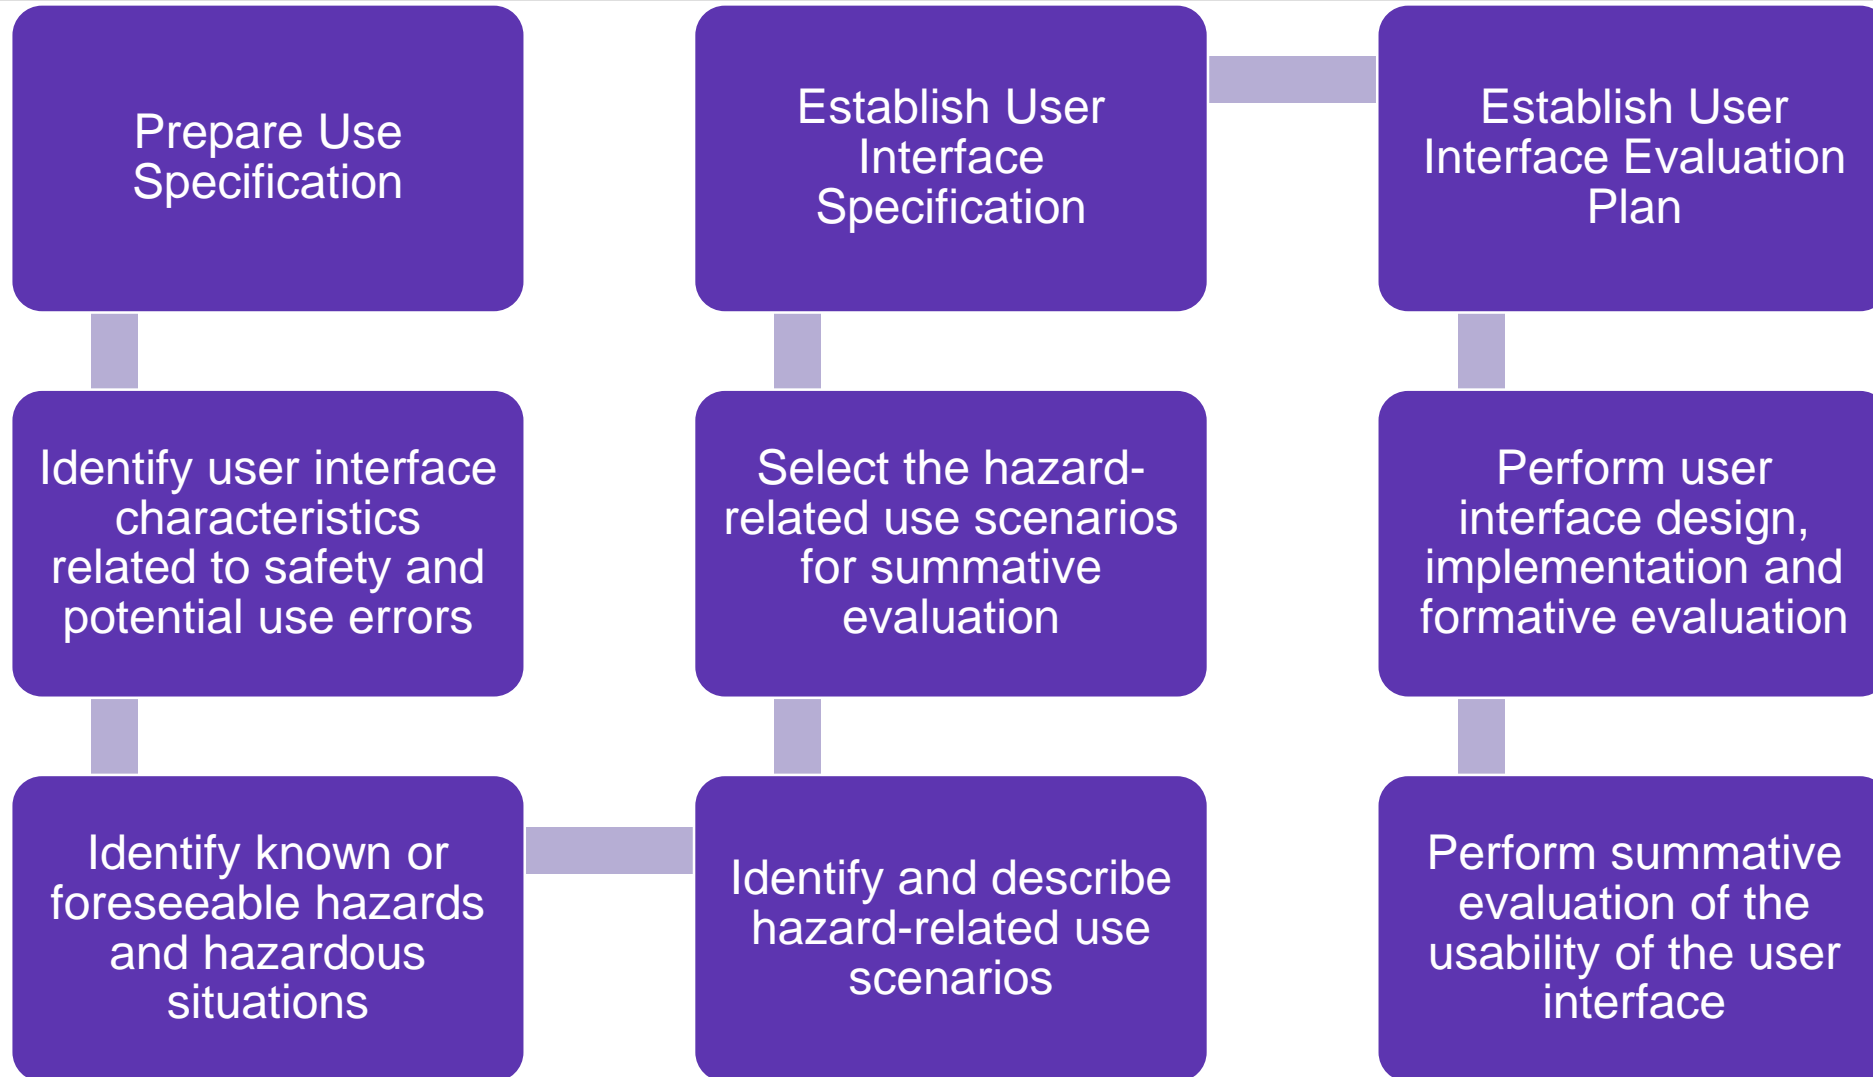 Prepare Use
Specification
Identify user interface
characteristics
related to safety and
potential use errors
Identify known or
foreseeable hazards
and hazardous
situations
Identify and describe
hazard-related use
scenarios
Select the hazard-
related use scenarios
for summative
evaluation
Establish User
Interface
Specification
Establish User
Interface Evaluation
Plan
Perform user
interface design,
implementation and
formative evaluation
Perform summative
evaluation of the
usability of the user
interface